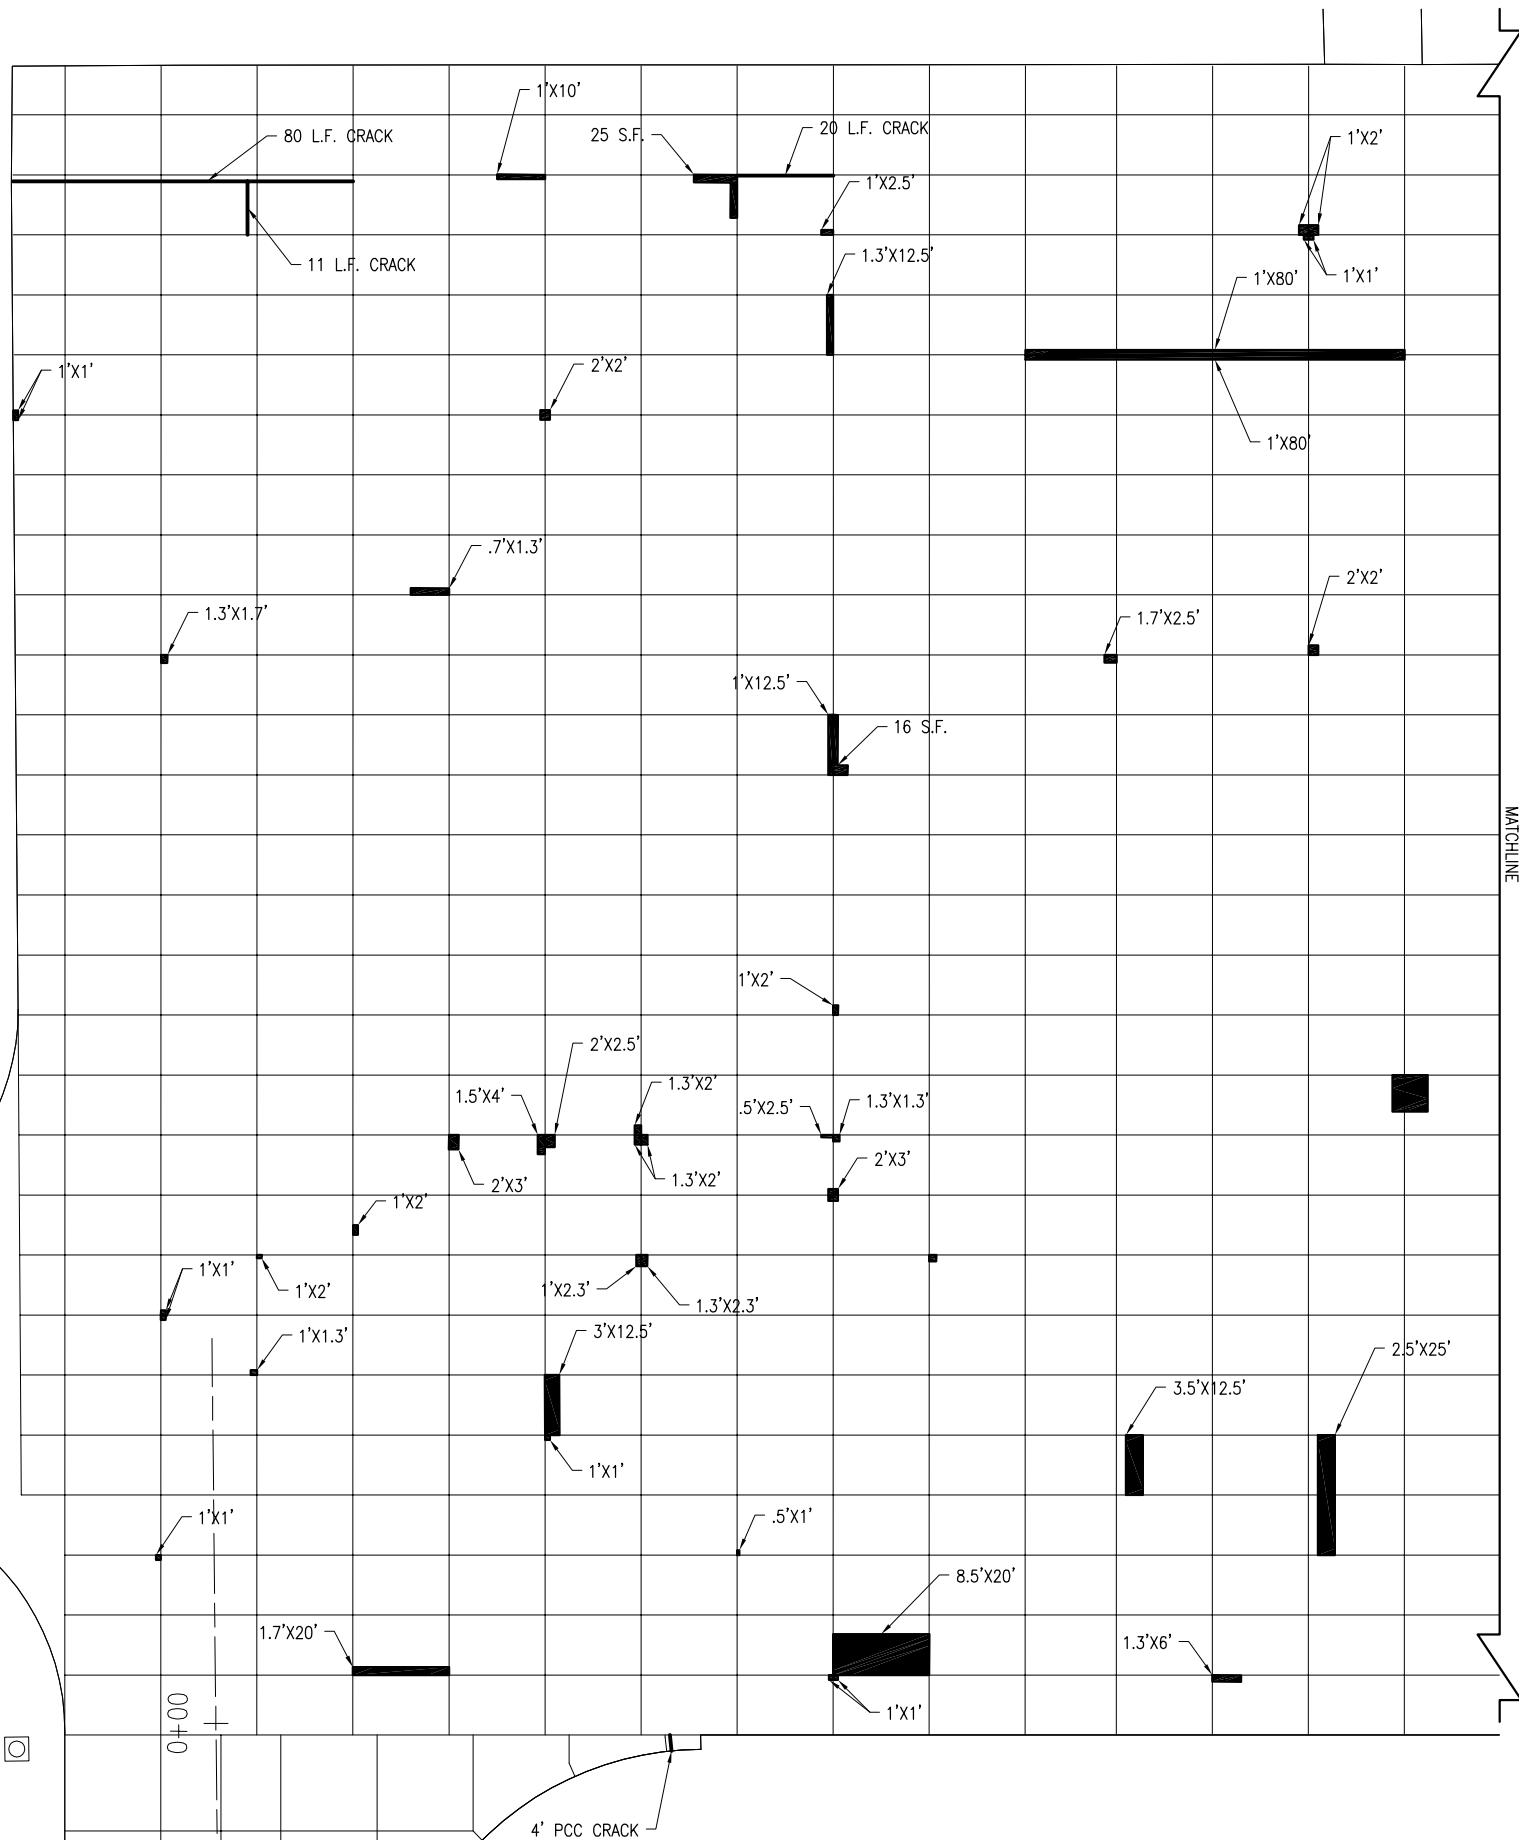 1'X10'
80 L.F. CRACK
25 S.F.
20 L.F. CRACK
1'X2'
1'X2.5'
11 L.F. CRACK
1.3'X12.5'
1'X80'
1'X1'
1'X1'
2'X2'
1'X80'
.7'X1.3'
2'X2'
1.3'X1.7'
1.7'X2.5'
1'X12.5'
16 S.F.
MATCHLINE
1'X2'
2'X2.5'
1.3'X2'
1.5'X4'
.5'X2.5'
1.3'X1.3'
2'X3'
1.3'X2'
2'X3'
1'X2'
1'X1'
1'X2'
1'X2.3'
1.3'X2.3'
1'X1.3'
3'X12.5'
2.5'X25'
3.5'X12.5'
1'X1'
1'X1'
.5'X1'
8.5'X20'
1.7'X20'
1.3'X6'
1'X1'
0+00
4' PCC CRACK